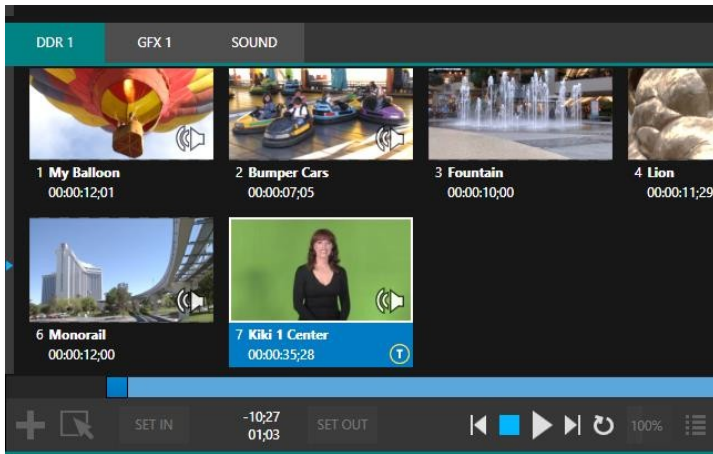 DDR 1 GFX 1 SOUND
1 My Balloon 2 Bumper Cars 3 Fountain 4 Lion
00:00:12;01 00:00:07;05 00:00:10;00 00:00:11;29
6 Monorail 7 Kiki 1 Center
00:00:12;00 00:00:35;28 T
SET IN -10;27 SET OUT 100%
01;03